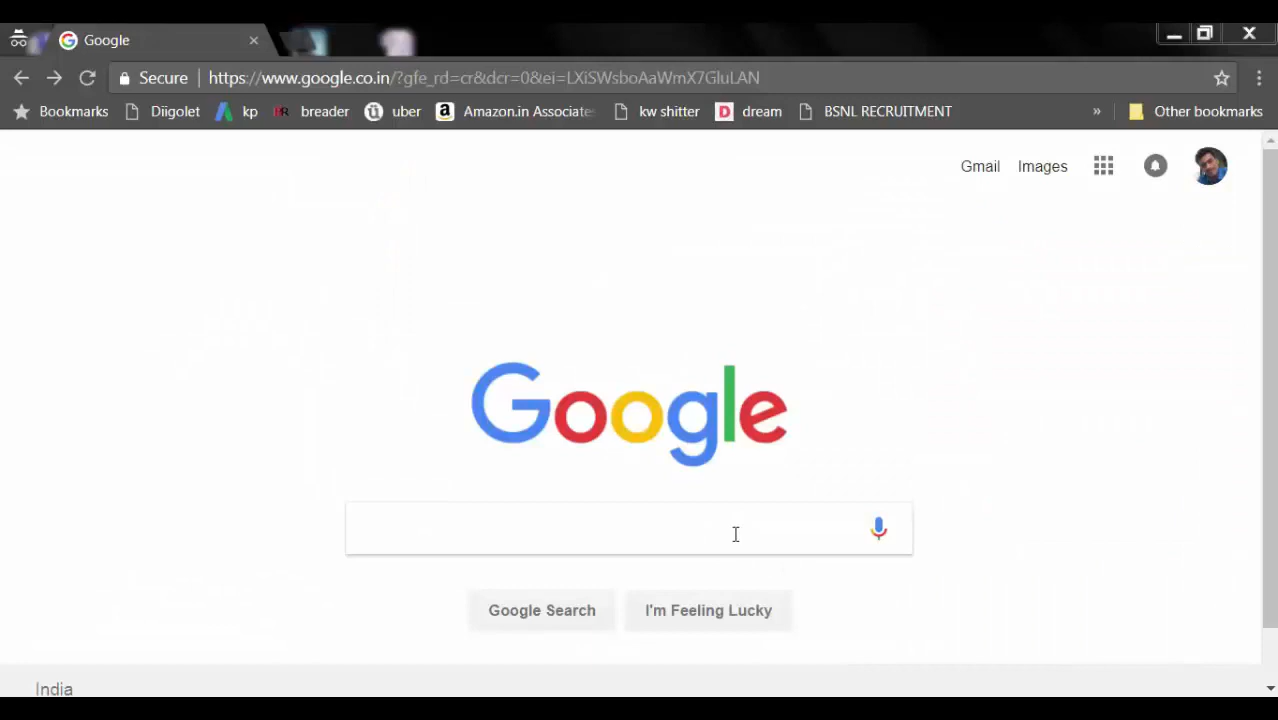 Google
Secure https://www.google.co.in/?gfe_rd=cr&dcr=0&ei=LXiSWsboAaWmX7GluLAN
Bookmarks Diigolet kp breader uber Amazon.in Associate kw shitter dream BSNL RECRUITMENT » Other bookmarks
Gmail Images
Google
Google Search I'm Feeling Lucky
India